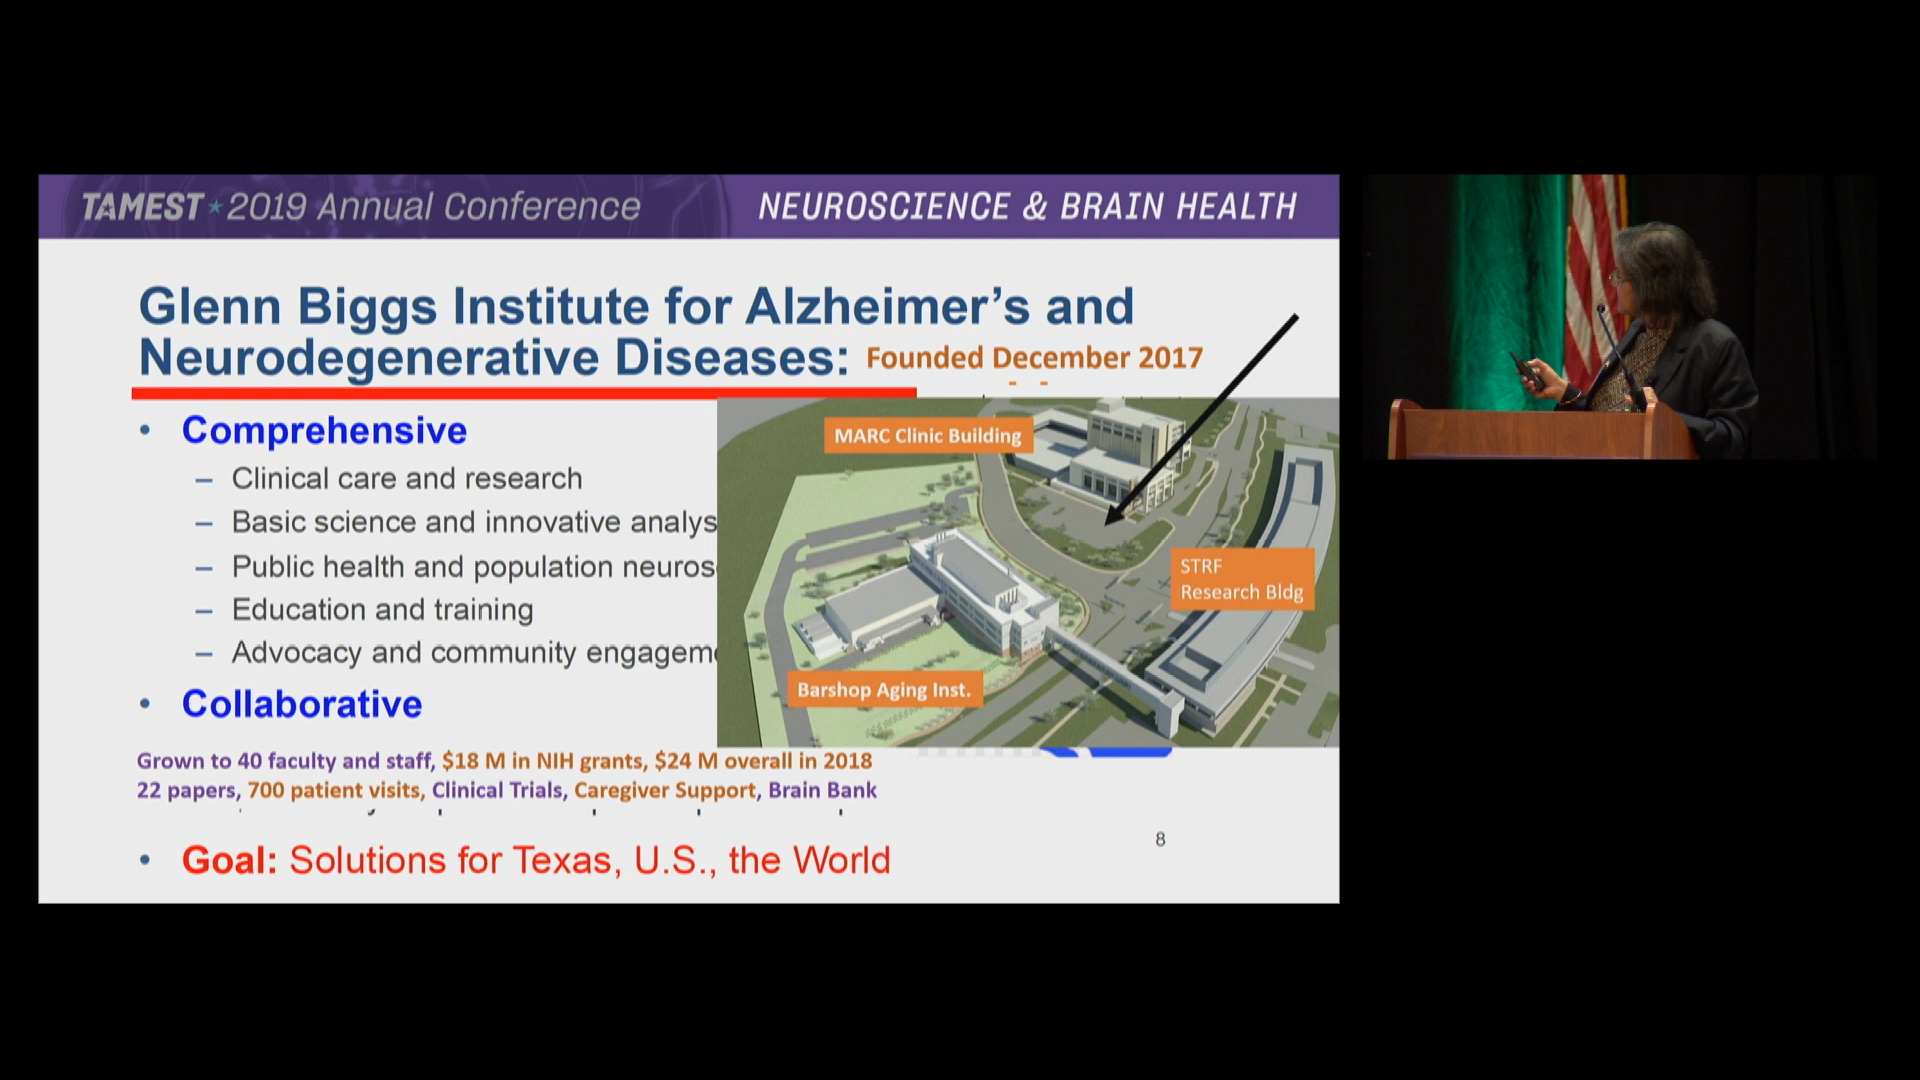 TAMEST★2019 Annual Conference
NEUROSCIENCE & BRAIN HEALTH
Glenn Biggs Institute for Alzheimer's and
Neurodegenerative Diseases: Founded December 2017
• Comprehensive
– Clinical care and research
– Basic science and innovative analys
– Public health and population neuros
– Education and training
– Advocacy and community engagem
• Collaborative
MARC Clinic Building
STRF
Research Bldg
Barshop Aging Inst.
Grown to 40 faculty and staff, $18 M in NIH grants, $24 M overall in 2018
22 papers, 700 patient visits, Clinical Trials, Caregiver Support, Brain Bank
8
• Goal: Solutions for Texas, U.S., the World